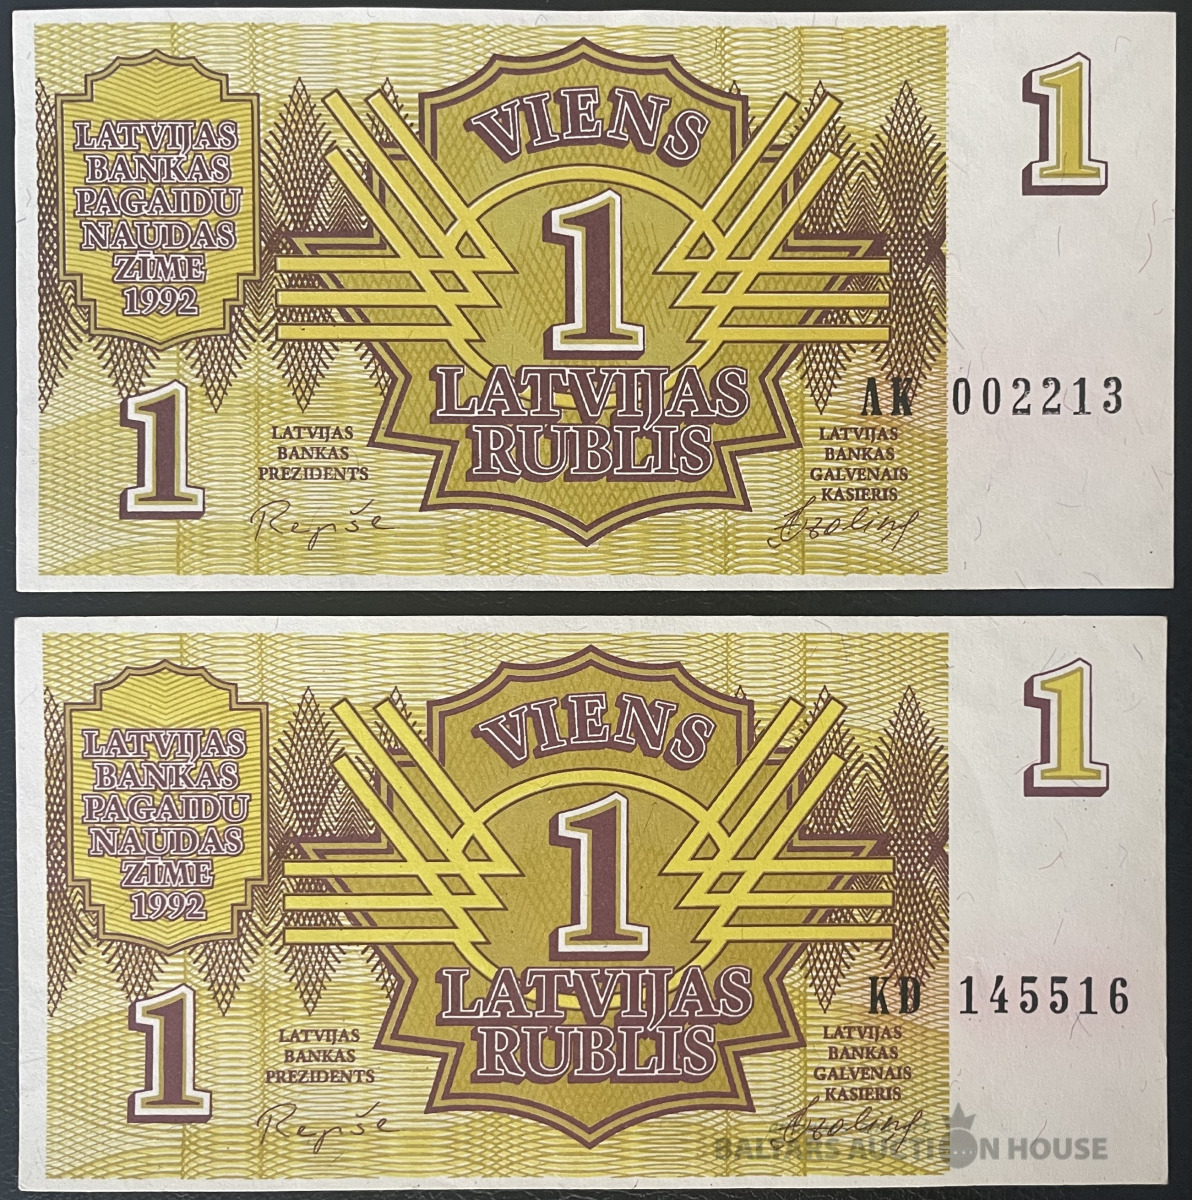 LATVIJAS
BANKAS
PAGAIDU
NAUDAS
ZĪME
1992
VIENS
1
LATVIJAS
RUBLIS
1
1
AK 002213
LATVIJAS
BANKAS
PREZIDENTS
Repše
LATVIJAS
BANKAS
GALVENAIS
KASIERIS
LATVIJAS
BANKAS
PAGAIDU
NAUDAS
ZĪME
1992
VIENS
1
LATVIJAS
RUBLIS
1
1
KD 145516
LATVIJAS
BANKAS
PREZIDENTS
Repše
LATVIJAS
BANKAS
GALVENAIS
KASIERIS
BALTARS AUCTION HOUSE